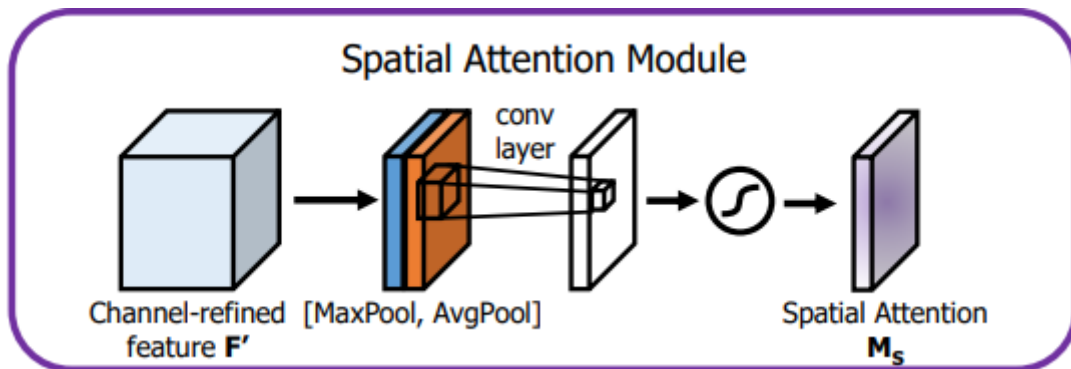 Spatial Attention Module
conv
layer
Channel-refined
feature F’
[MaxPool, AvgPool]
Spatial Attention
Ms